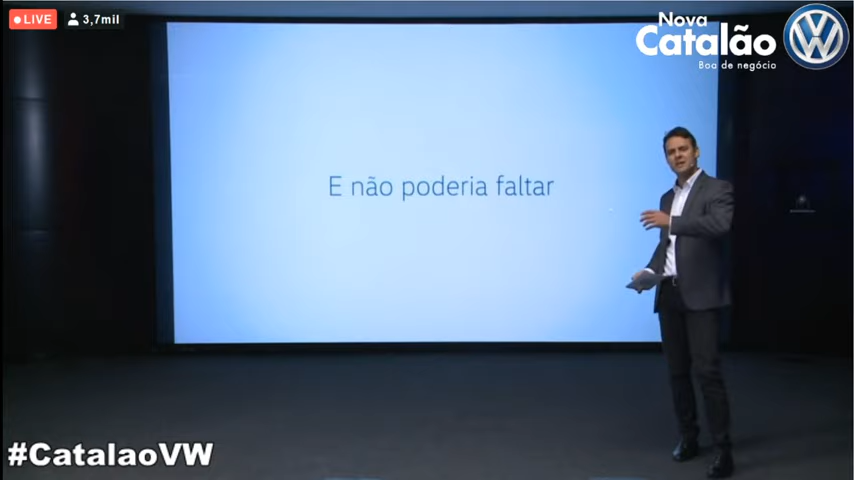 LIVE 3,7mil
Nova
Catalão
Boa de negócio
E não poderia faltar
#CatalaoVW